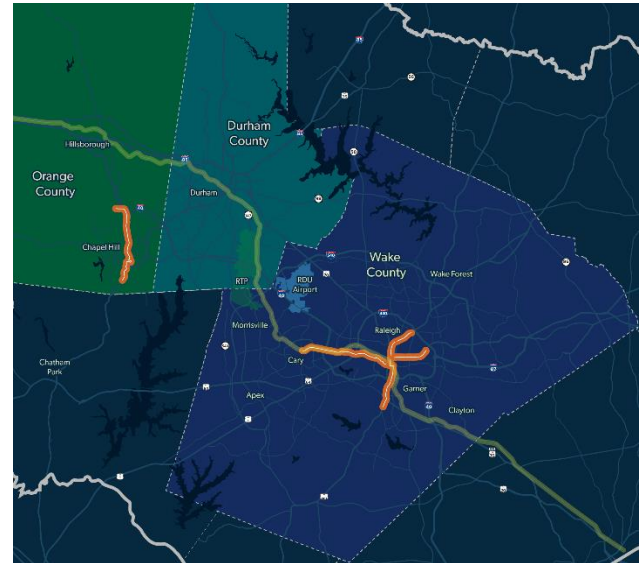 Hillsborough
Durham
County
Orange
County
Durham
Chapel Hill
Wake
County
Wake Forest
RTP
RDU
Airport
Morrisville
Raleigh
Cary
Chatham
Park
Apex
Garner
Clayton